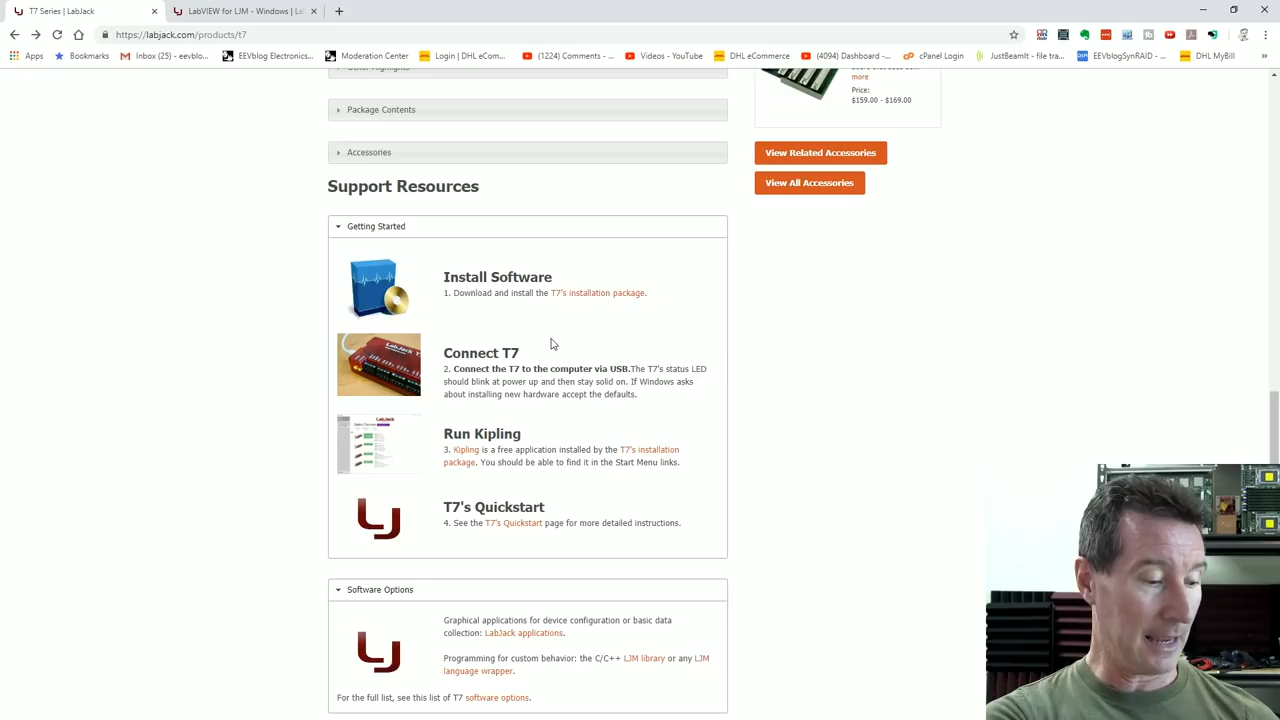 T7 Series | LabJack
LabVIEW for LJM - Windows | Lab
https://labjack.com/products/t7
Apps
Bookmarks
Inbox (25) - eevblo...
EEVblog Electronics...
Moderation Center
Login | DHL eCom...
(1224) Comments -...
Videos - YouTube
DHL eCommerce
(4094) Dashboard -...
cPanel Login
JustBeamIt - file tra...
EEVblogSynRAID -...
DHL MyBill
more
Price:
$159.00 - $169.00
Package Contents
View Related Accessories
Accessories
View All Accessories
Support Resources
Getting Started
Install Software
1. Download and install the T7's installation package.
Connect T7
2. Connect the T7 to the computer via USB.The T7's status LED
should blink at power up and then stay solid on. If Windows asks
about installing new hardware accept the defaults.
Run Kipling
3. Kipling is a free application installed by the T7's installation
package. You should be able to find it in the Start Menu links.
T7's Quickstart
4. See the T7's Quickstart page for more detailed instructions.
Software Options
Graphical applications for device configuration or basic data
collection: LabJack applications.
Programming for custom behavior: the C/C++ LJM library or any LJM
language wrapper.
For the full list, see this list of T7 software options.